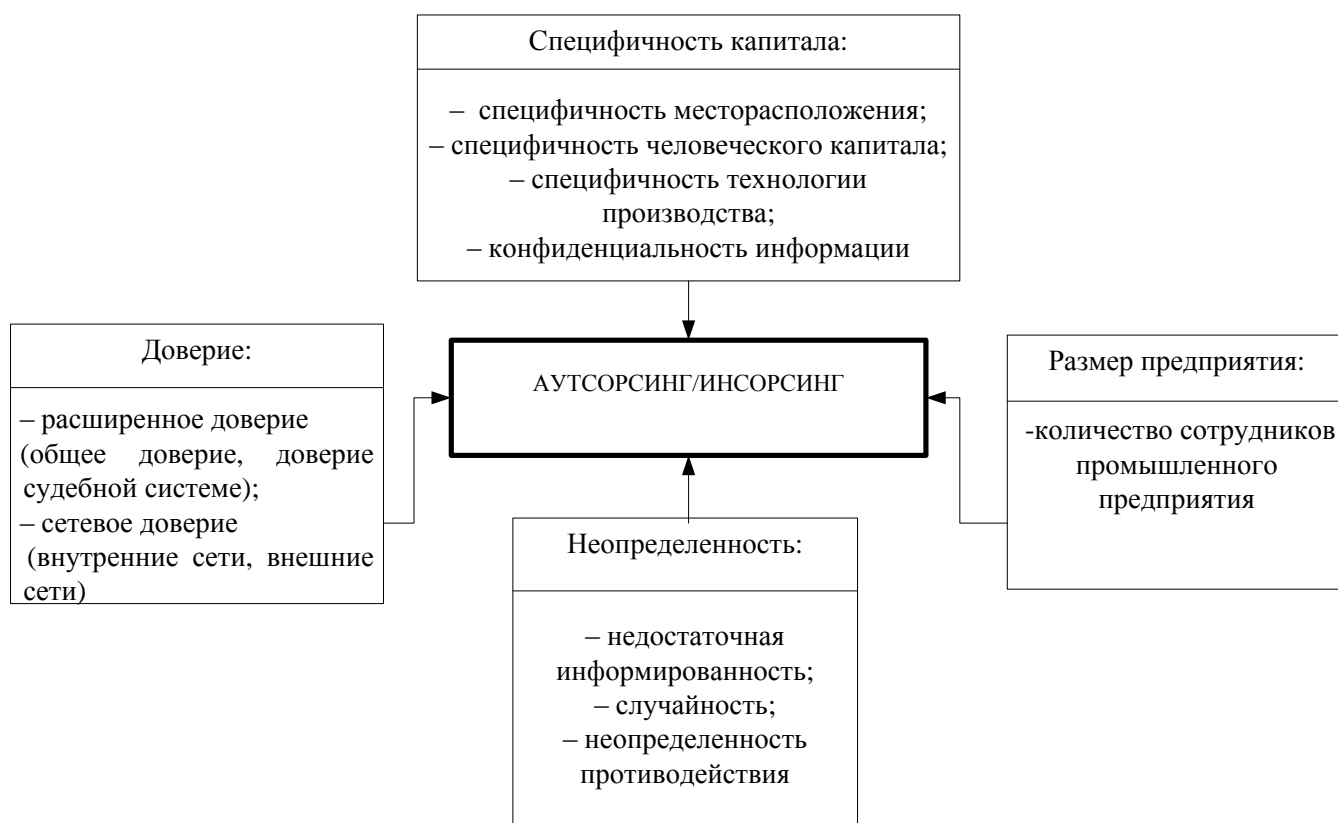 Специфичность капитала:
– специфичность месторасположения;
– специфичность человеческого капитала;
– специфичность технологии
производства;
– конфиденциальность информации
Доверие:
– расширенное доверие
(общее доверие, доверие
судебной системе);
– сетевое доверие
(внутренние сети, внешние
сети)
АУТСОРСИНГ/ИНСОРСИНГ
Размер предприятия:
-количество сотрудников
промышленного
предприятия
Неопределенность:
– недостаточная
информированность;
– случайность;
– неопределенность
противодействия